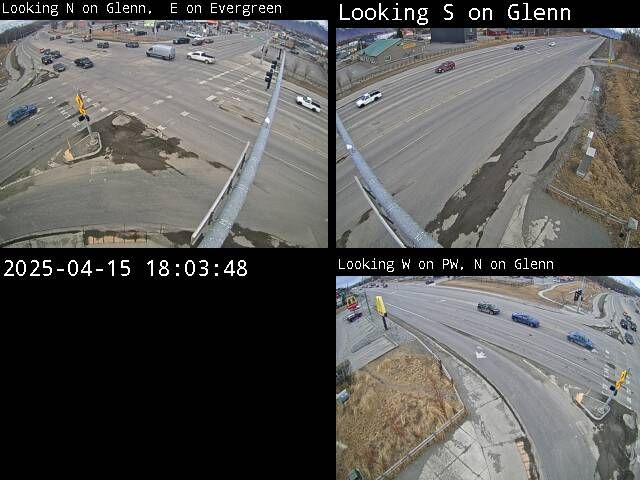 Looking N on Glenn, E on Evergreen
Looking S on Glenn
2025-04-15 18:03:48
Looking W on PW, N on Glenn